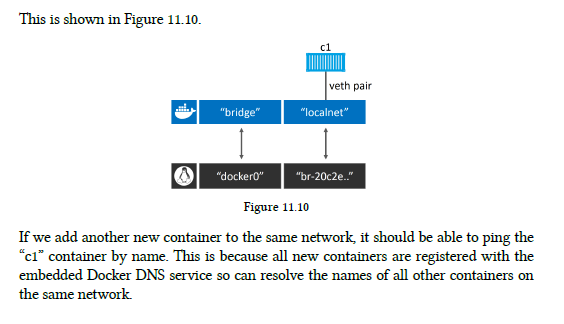 This is shown in Figure 11.10.
c1
veth pair
“bridge” “localnet”
“docker0” “br-20c2e..”
Figure 11.10
If we add another new container to the same network, it should be able to ping the
“c1” container by name. This is because all new containers are registered with the
embedded Docker DNS service so can resolve the names of all other containers on
the same network.